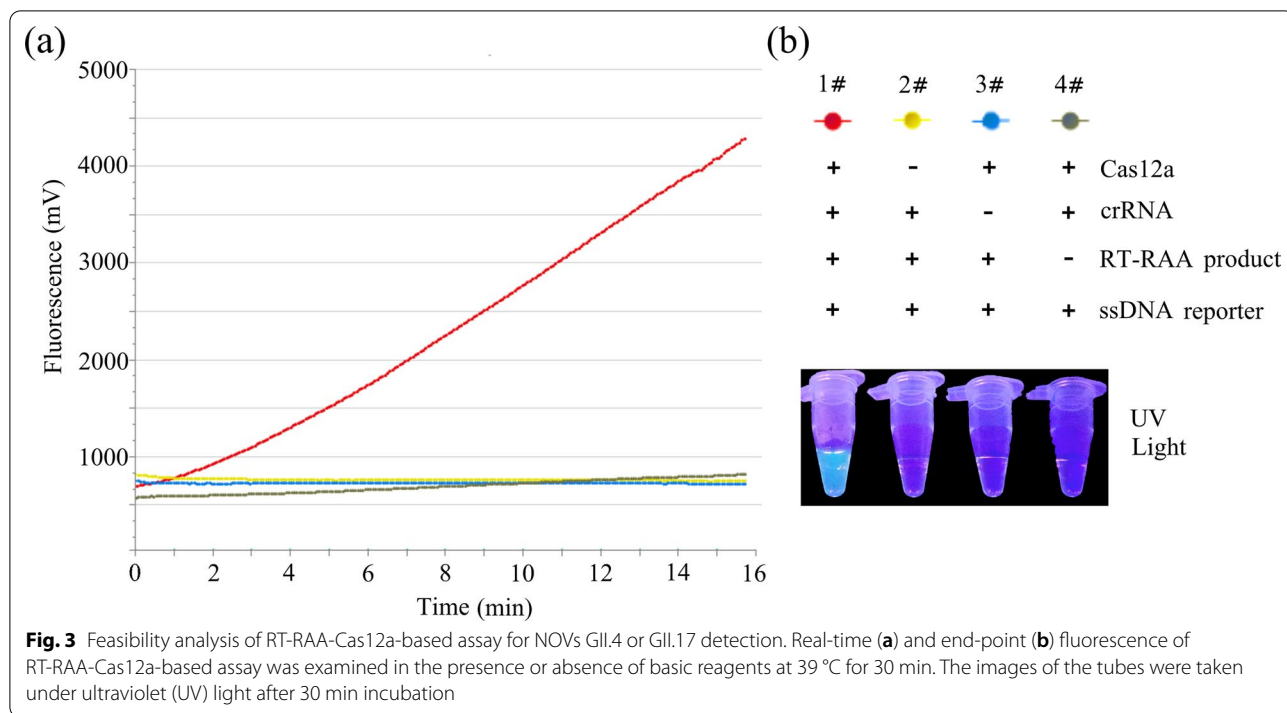 (a)
5000
4000
3000
2000
1000
Fluorescence (mV)
0 2 4 6 8 10 12 14 16
Time (min)
(b)
1# 2# 3# 4#
+ - + + Cas12a
+ + - + crRNA
+ + + - RT-RAA product
+ + + + ssDNA reporter
UV
Light
Fig. 3 Feasibility analysis of RT-RAA-Cas12a-based assay for NOVs GII.4 or GII.17 detection. Real-time (a) and end-point (b) fluorescence of
RT-RAA-Cas12a-based assay was examined in the presence or absence of basic reagents at 39 °C for 30 min. The images of the tubes were taken
under ultraviolet (UV) light after 30 min incubation